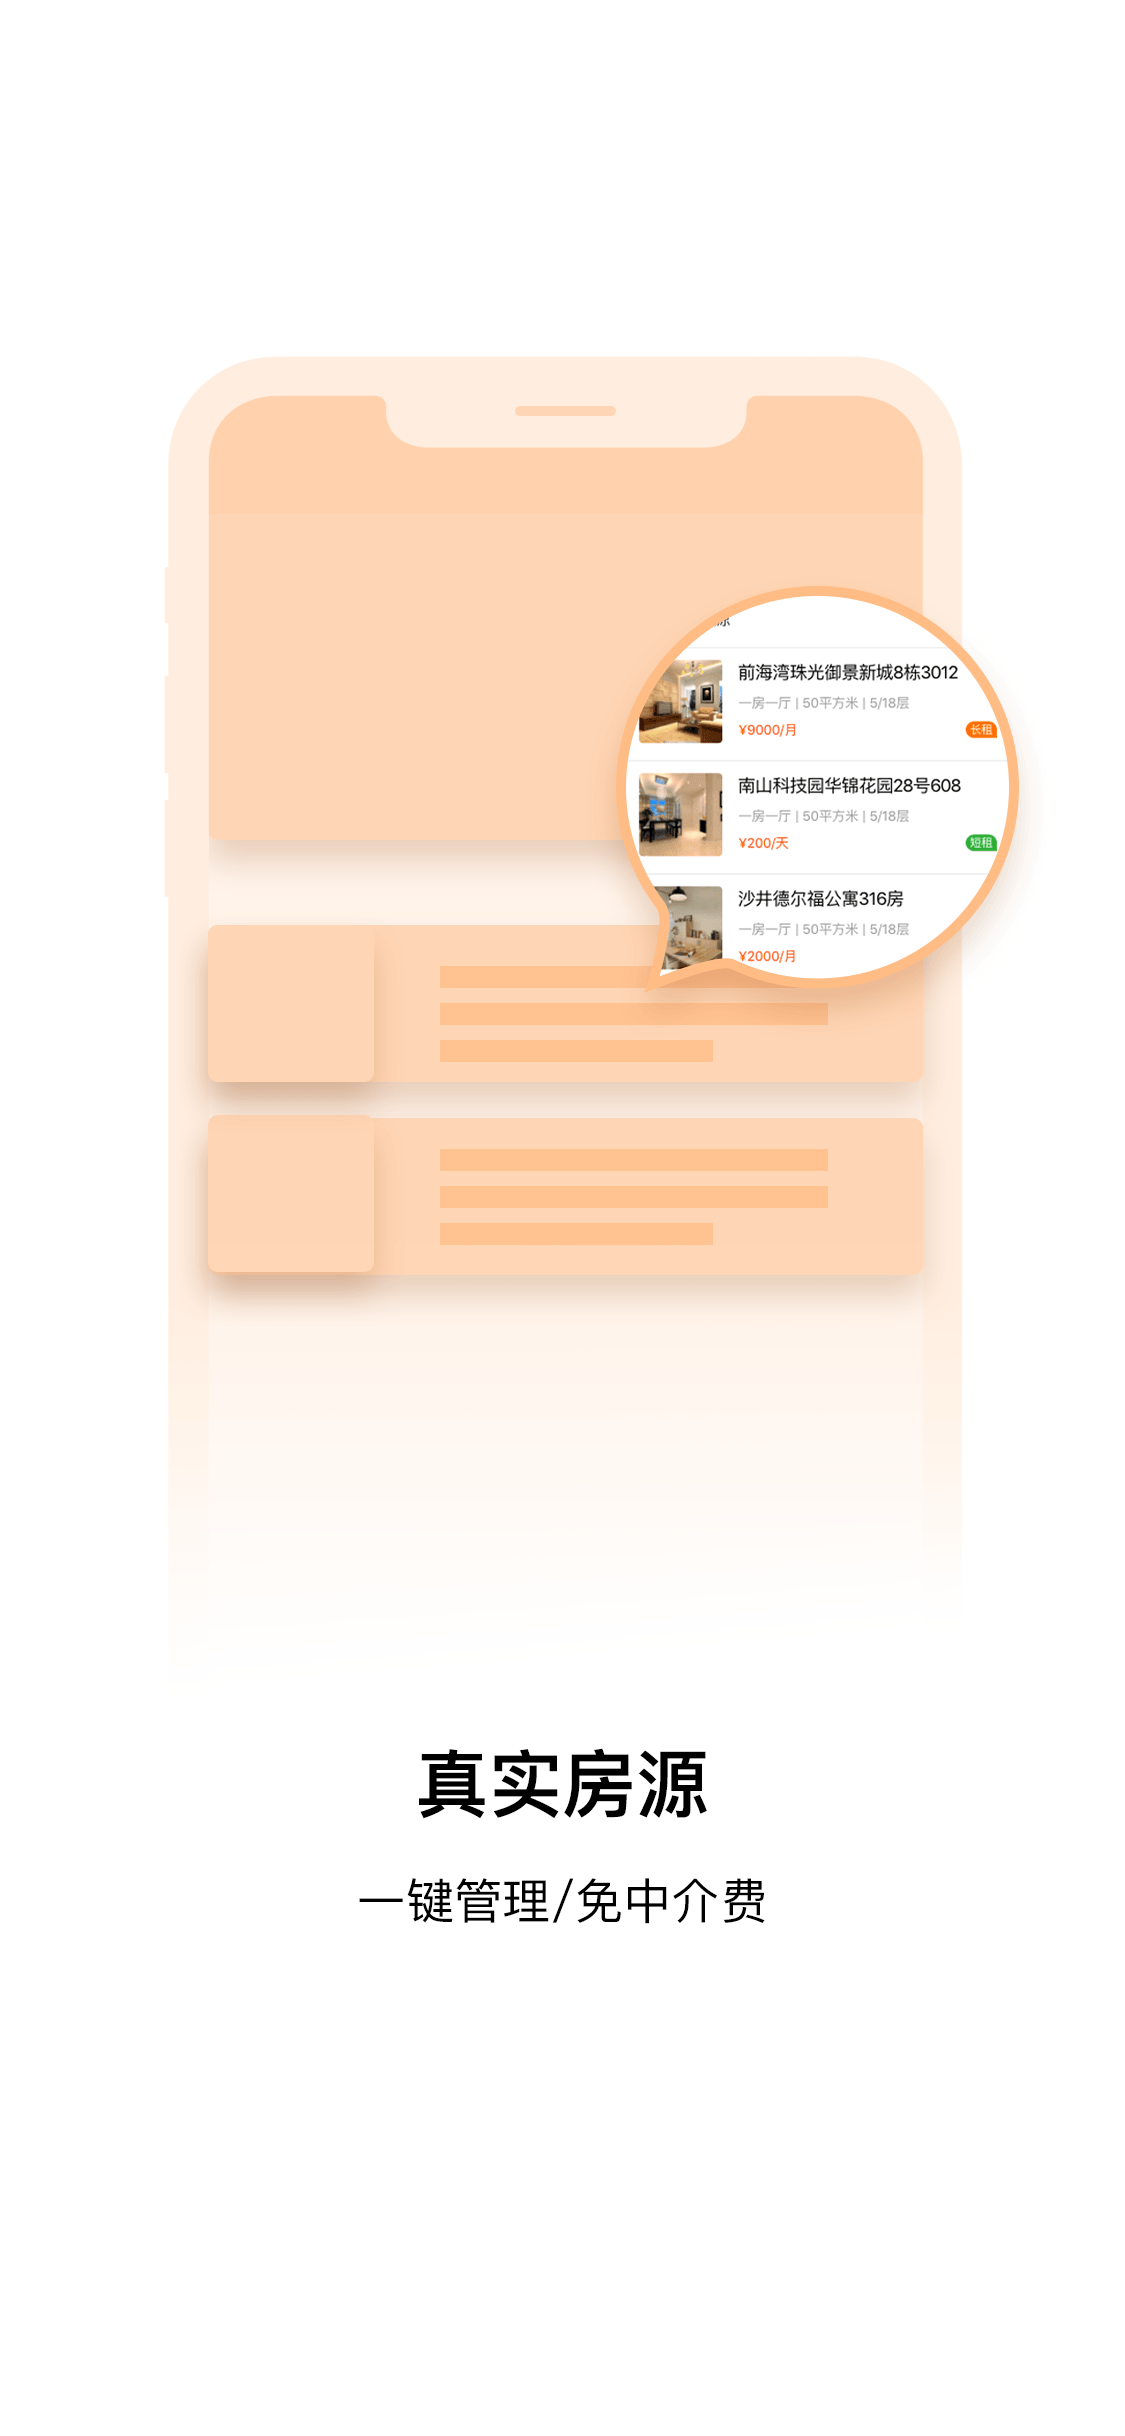 前海湾珠光御景新城8栋3012
一房一厅 | 50平方米 | 5/18层
¥9000/月
长租
南山科技园华锦花园28号608
一房一厅 | 50平方米 | 5/18层
¥200/天
短租
沙井德尔福公寓316房
一房一厅 | 50平方米 | 5/18层
¥2000/月
真实房源
一键管理/免中介费